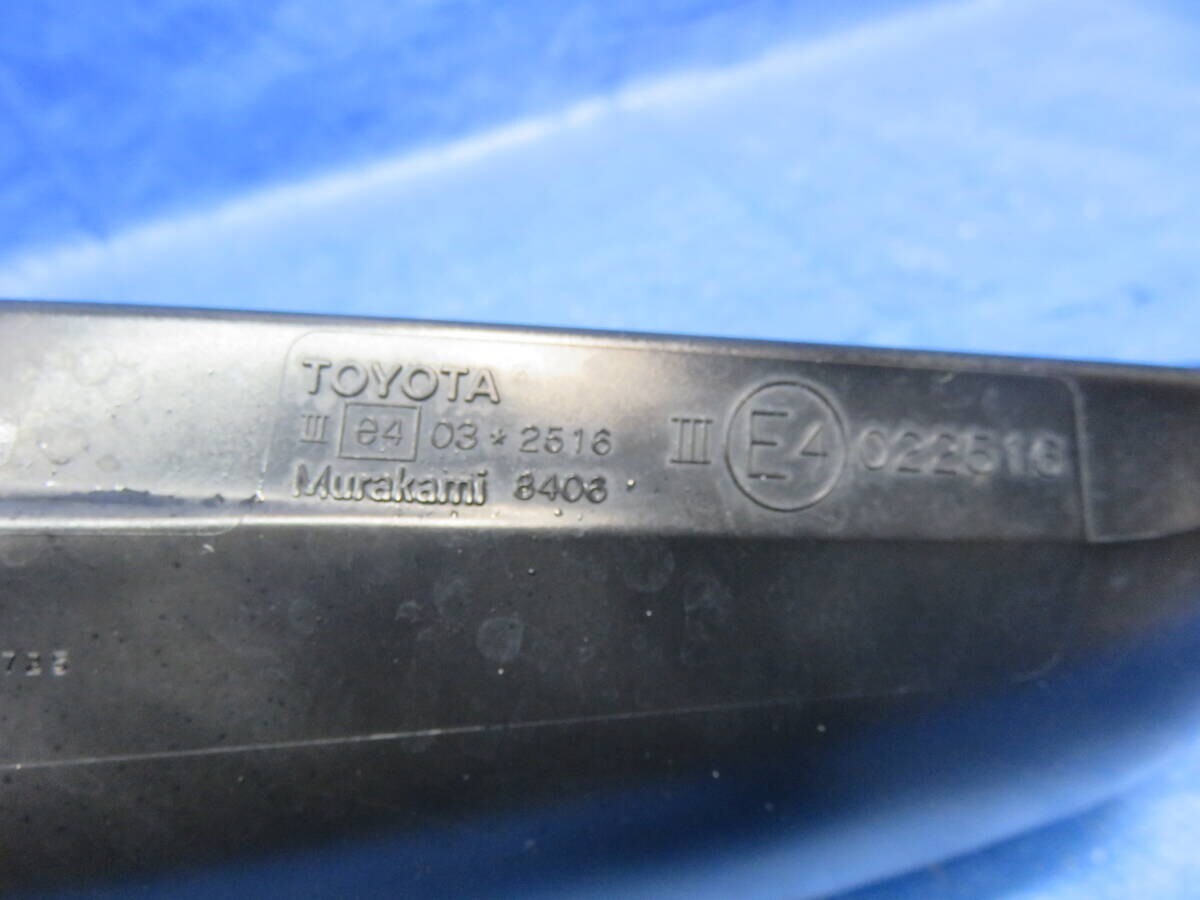 TOYOTA
III e4 03*2516
Murakami 8406
III E4 022516